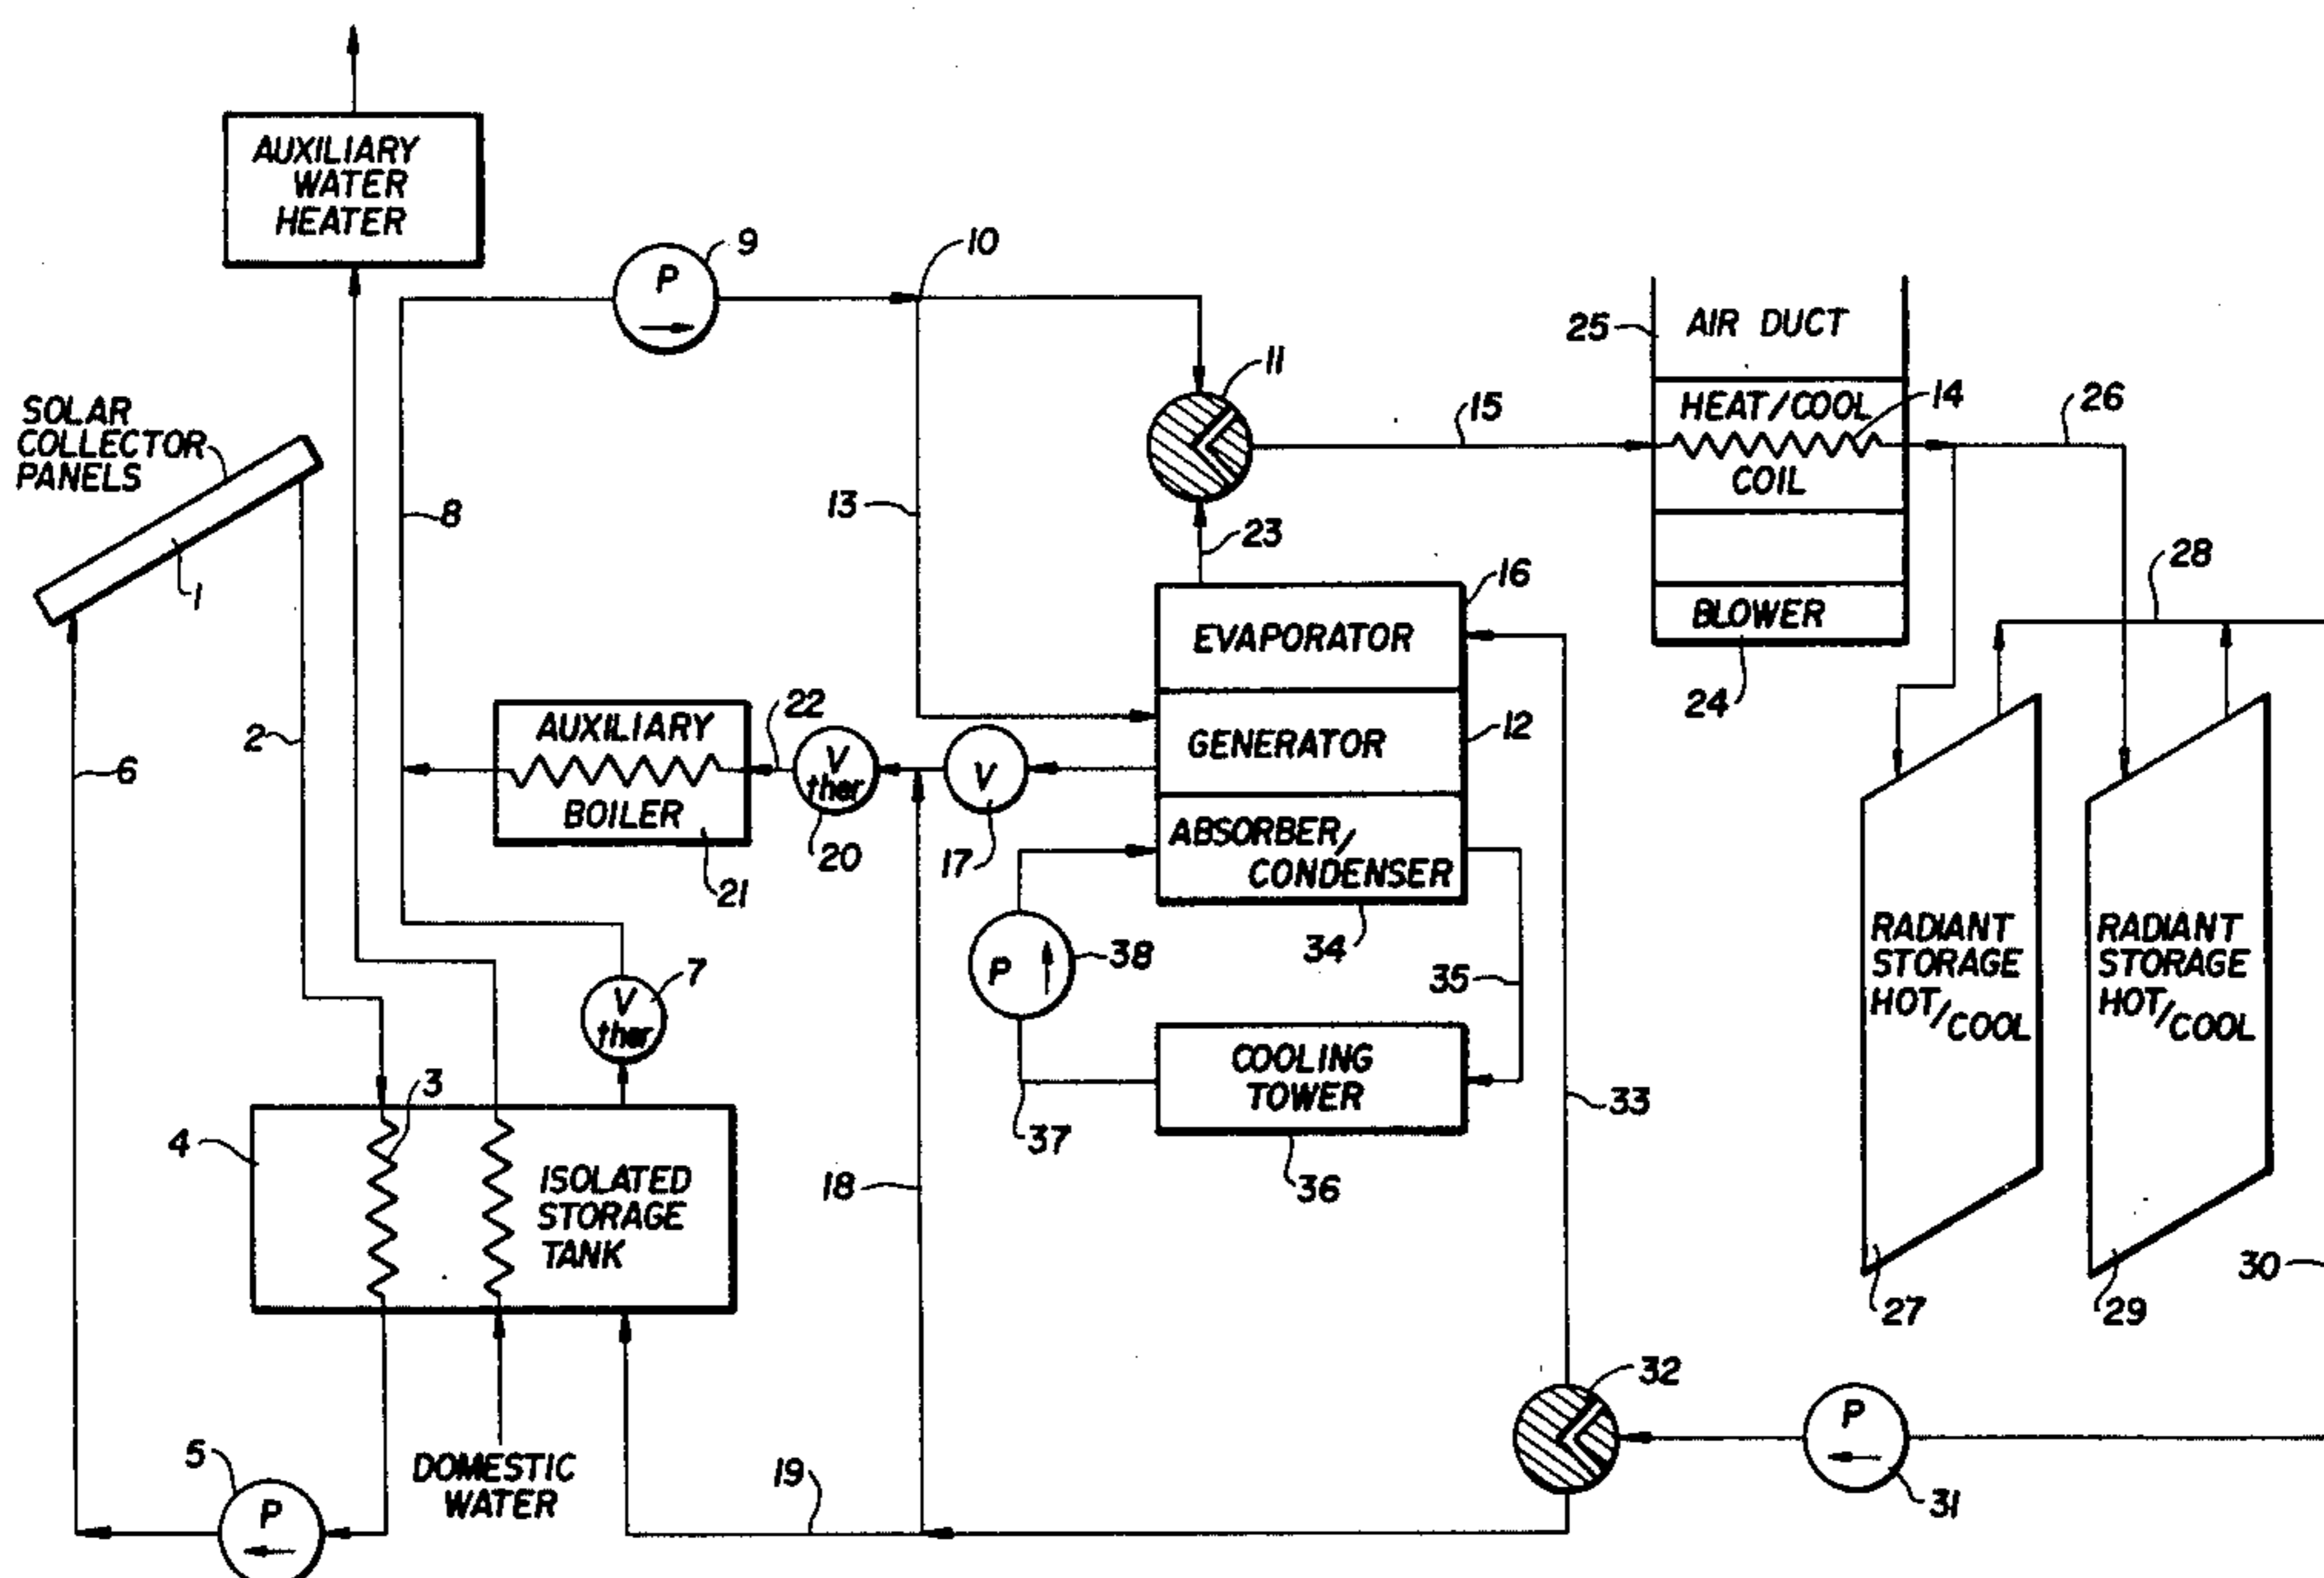 AUXILIARY
WATER
HEATER
P
9
10
11
25
AIR DUCT
HEAT/COOL
14
COIL
15
26
SOLAR
COLLECTOR
PANELS
1
8
13
23
16
EVAPORATOR
BLOWER
24
28
2
6
AUXILIARY
BOILER
21
22
V
ther
20
V
17
GENERATOR
12
ABSORBER/
CONDENSER
34
P
38
35
V
ther
7
RADIANT
STORAGE
HOT/COOL
27
RADIANT
STORAGE
HOT/COOL
29
COOLING
TOWER
36
37
33
3
4
ISOLATED
STORAGE
TANK
18
30
32
P
31
5
P
DOMESTIC
WATER
19